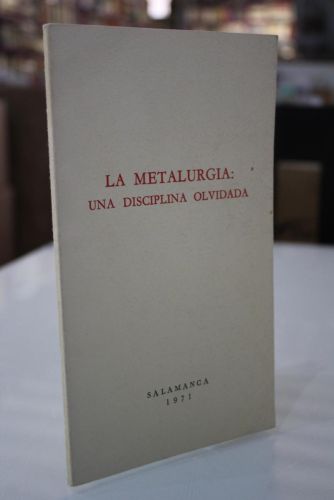 LA METALURGIA:
UNA DISCIPLINA OLVIDADA
SALAMANCA
1971